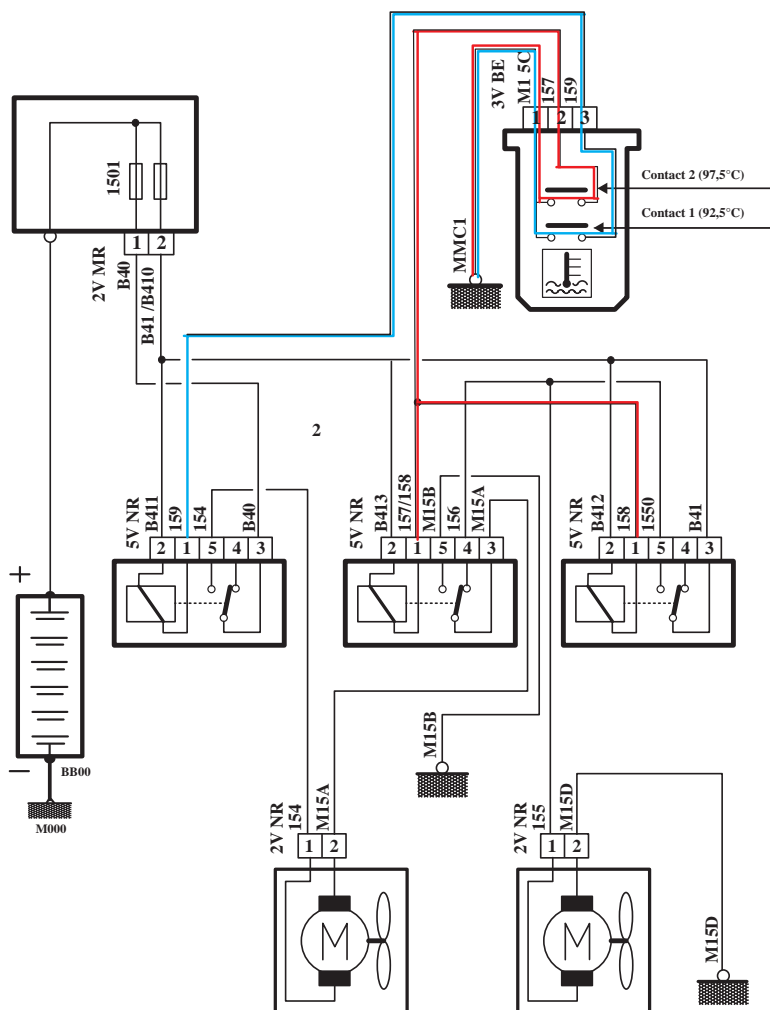 3V BE
M1 5C
157
159
1 2 3
Contact 2 (97,5°C)
Contact 1 (92,5°C)
1501
1 2
2V MR
B40
B41 /B410
MMC1
2
5V NR
B411
159
154
B40
2 1 5 4 3
5V NR
B413
157/158
M15B
156
M15A
2 1 5 4 3
5V NR
B412
158
1550
B41
2 1 5 4 3
+
–
BB00
M000
M15B
2V NR
154
M15A
1 2
M
2V NR
155
M15D
1 2
M
M15D